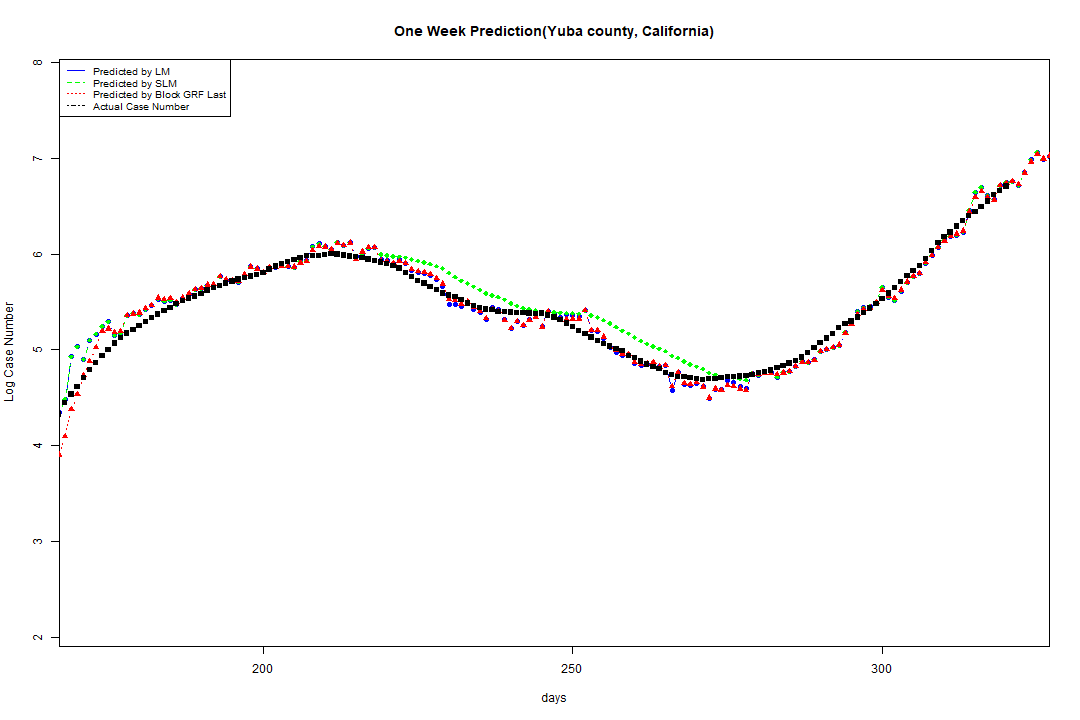 One Week Prediction(Yuba county, California)
Predicted by LM
Predicted by SLM
Predicted by Block GRF Last
Actual Case Number
8
7
6
5
4
3
2
Log Case Number
200
250
300
days